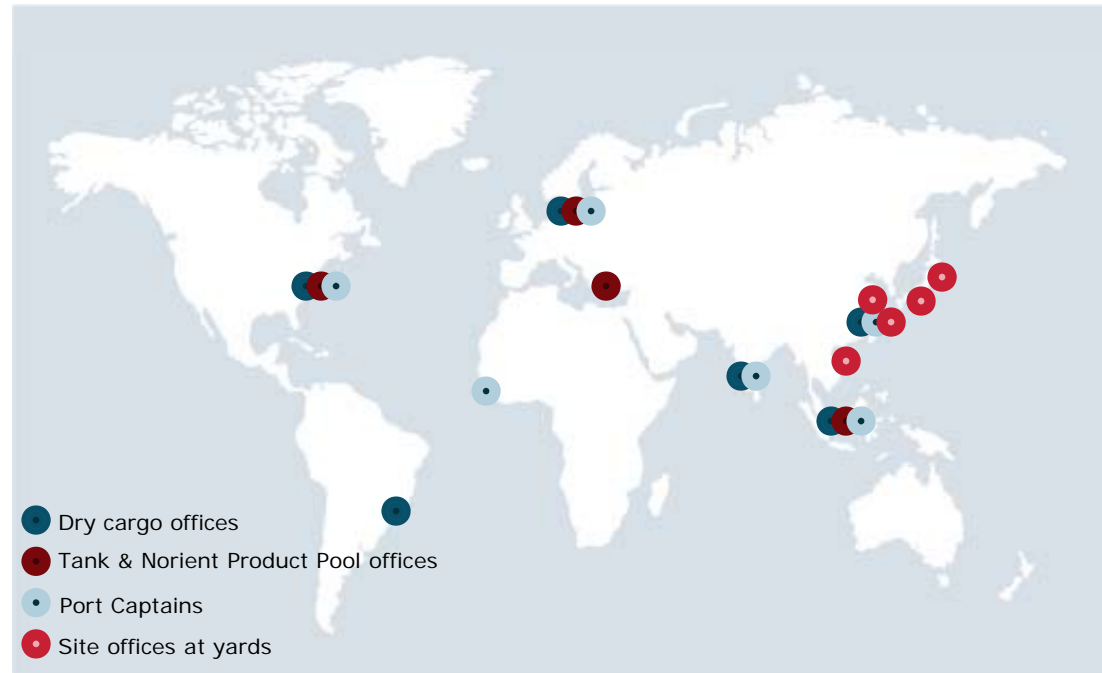 Dry cargo offices
Tank & Norient Product Pool offices
Port Captains
Site offices at yards